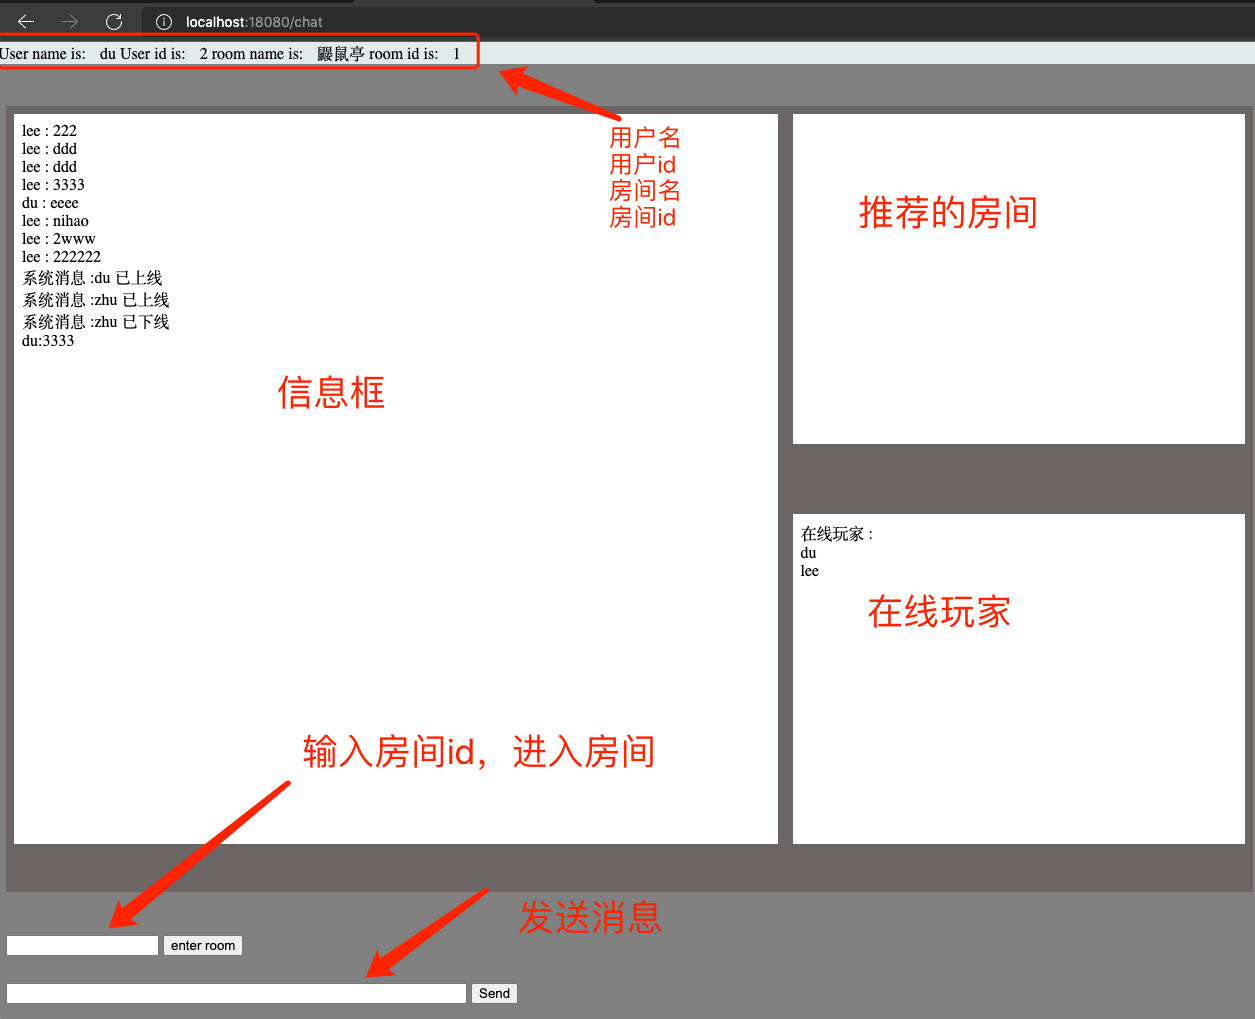 localhost:18080/chat
User name is: du User id is: 2 room name is: 鼹鼠亭 room id is: 1
用户名
用户id
房间名
房间id
lee : 222
lee : ddd
lee : ddd
lee : 3333
du : eeee
lee : nihao
lee : 2www
lee : 222222
系统消息 :du 已上线
系统消息 :zhu 已上线
系统消息 :zhu 已下线
du:3333
信息框
推荐的房间
在线玩家 :
du
lee
在线玩家
输入房间id，进入房间
发送消息
enter room
Send